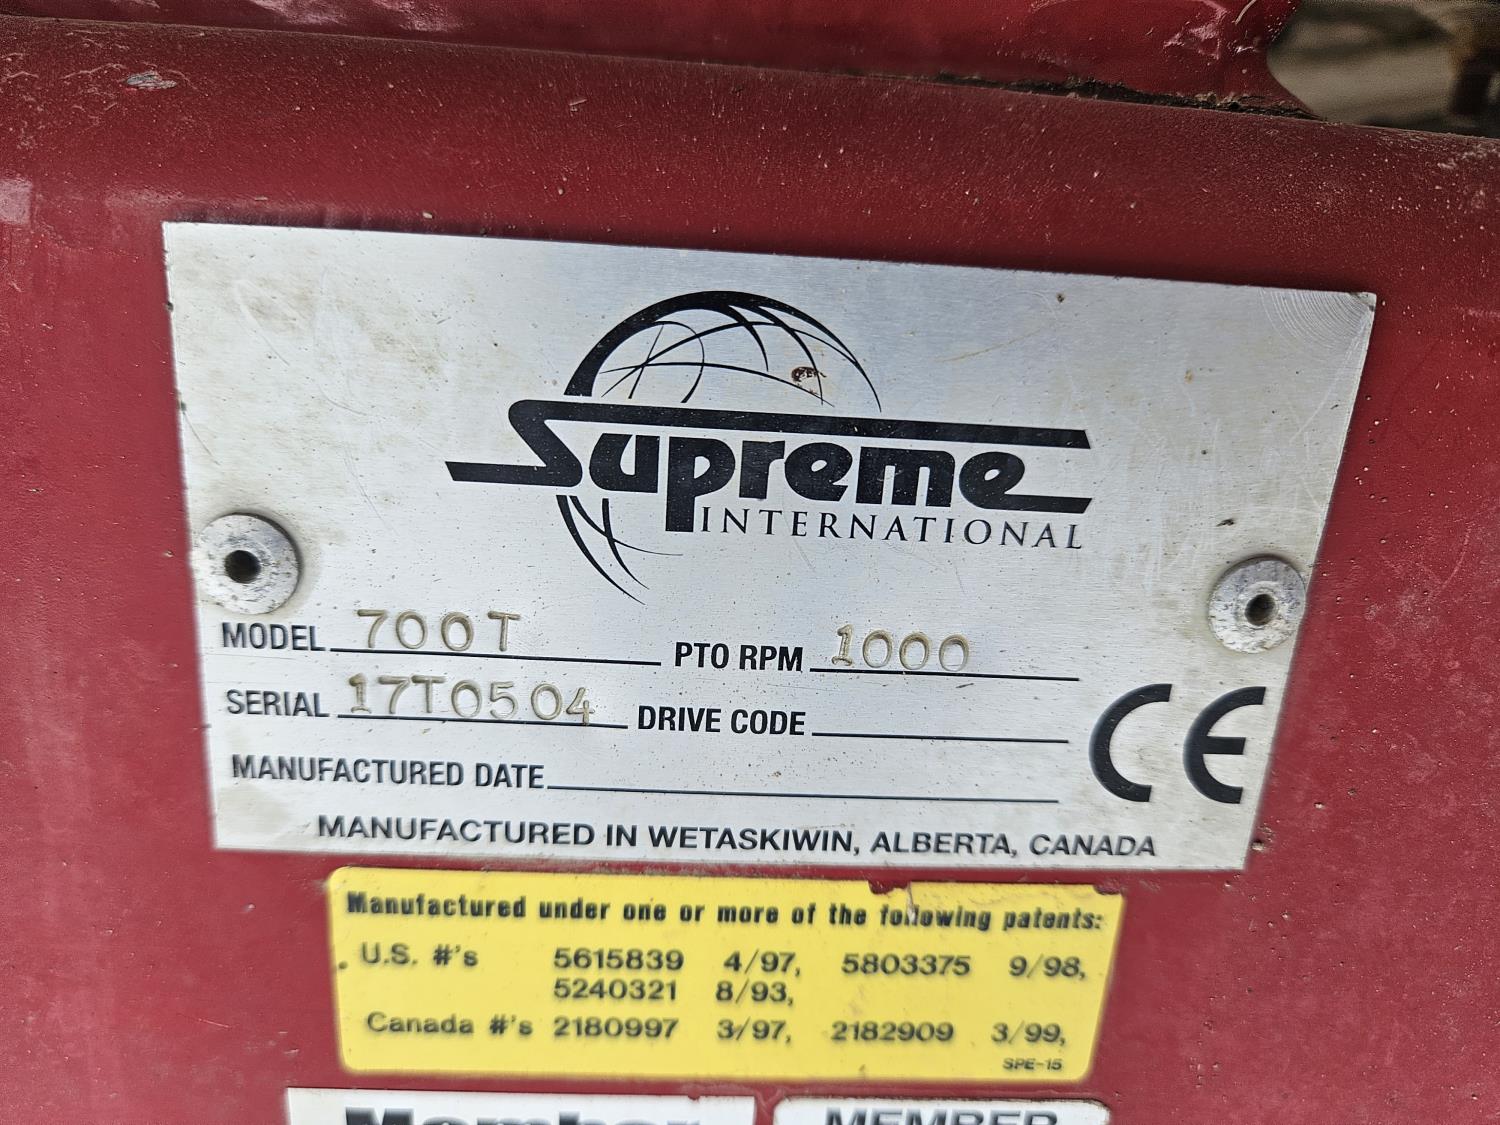 Supreme
INTERNATIONAL
MODEL 700T PTO RPM 1000
SERIAL 17T0504 DRIVE CODE
MANUFACTURED DATE
CE
MANUFACTURED IN WETASKIWIN, ALBERTA, CANADA
Manufactured under one or more of the following patents:
U.S. #'s 5615839 4/97, 5803375 9/98,
5240321 8/93,
Canada #'s 2180997 3/97, 2182909 3/99,
SPE-15
Member MEMBER